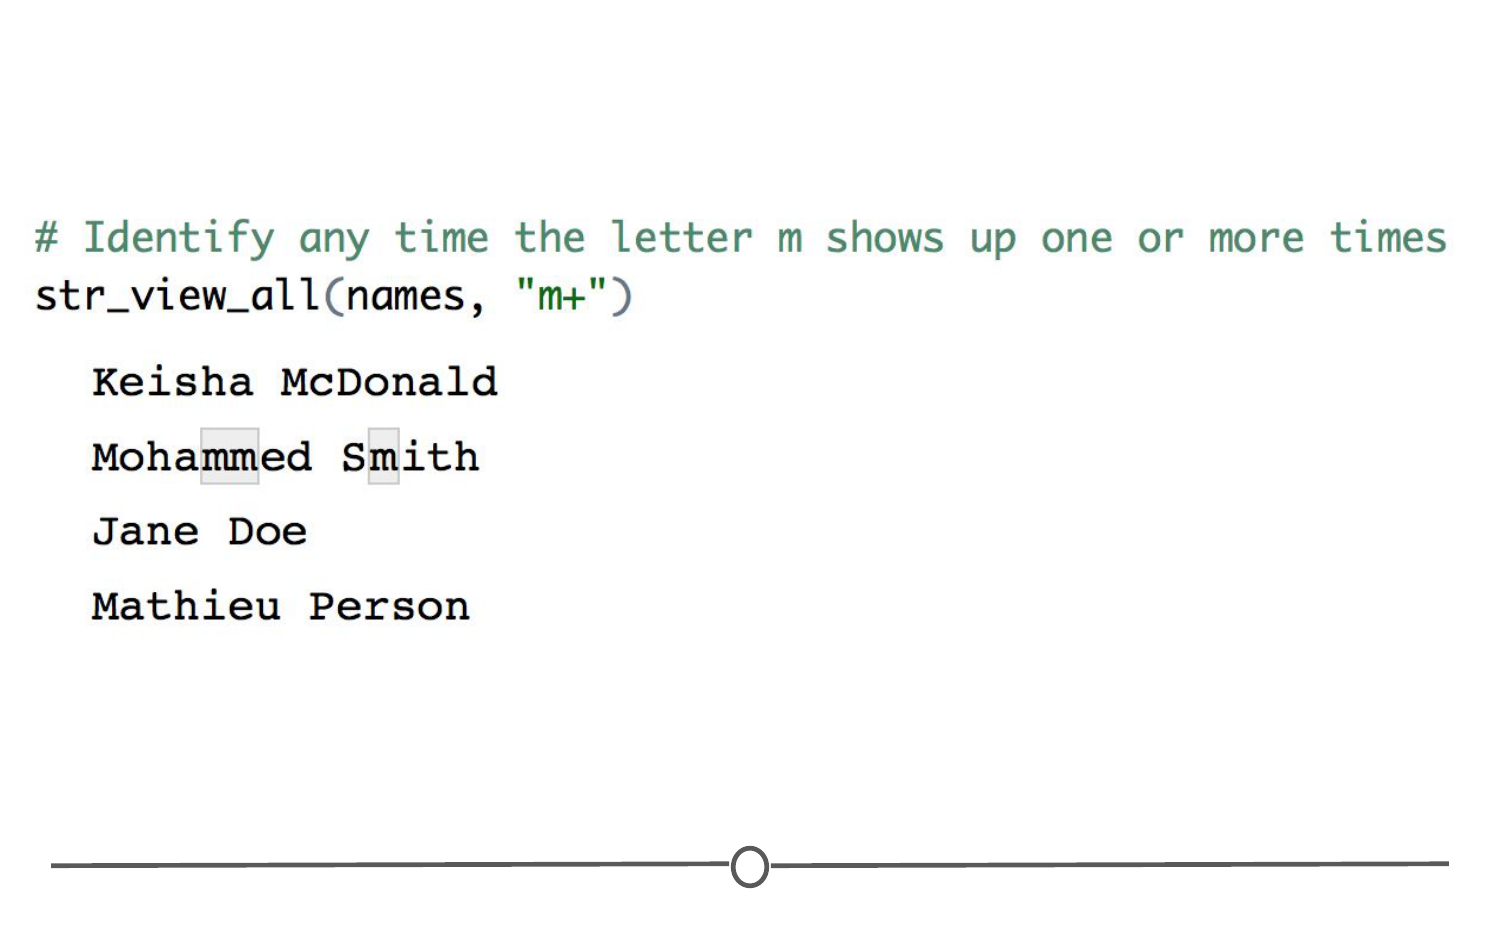 # Identify any time the letter m shows up one or more times
str_view_all(names, "m+")
Keisha McDonald
Mohammed Smith
Jane Doe
Mathieu Person